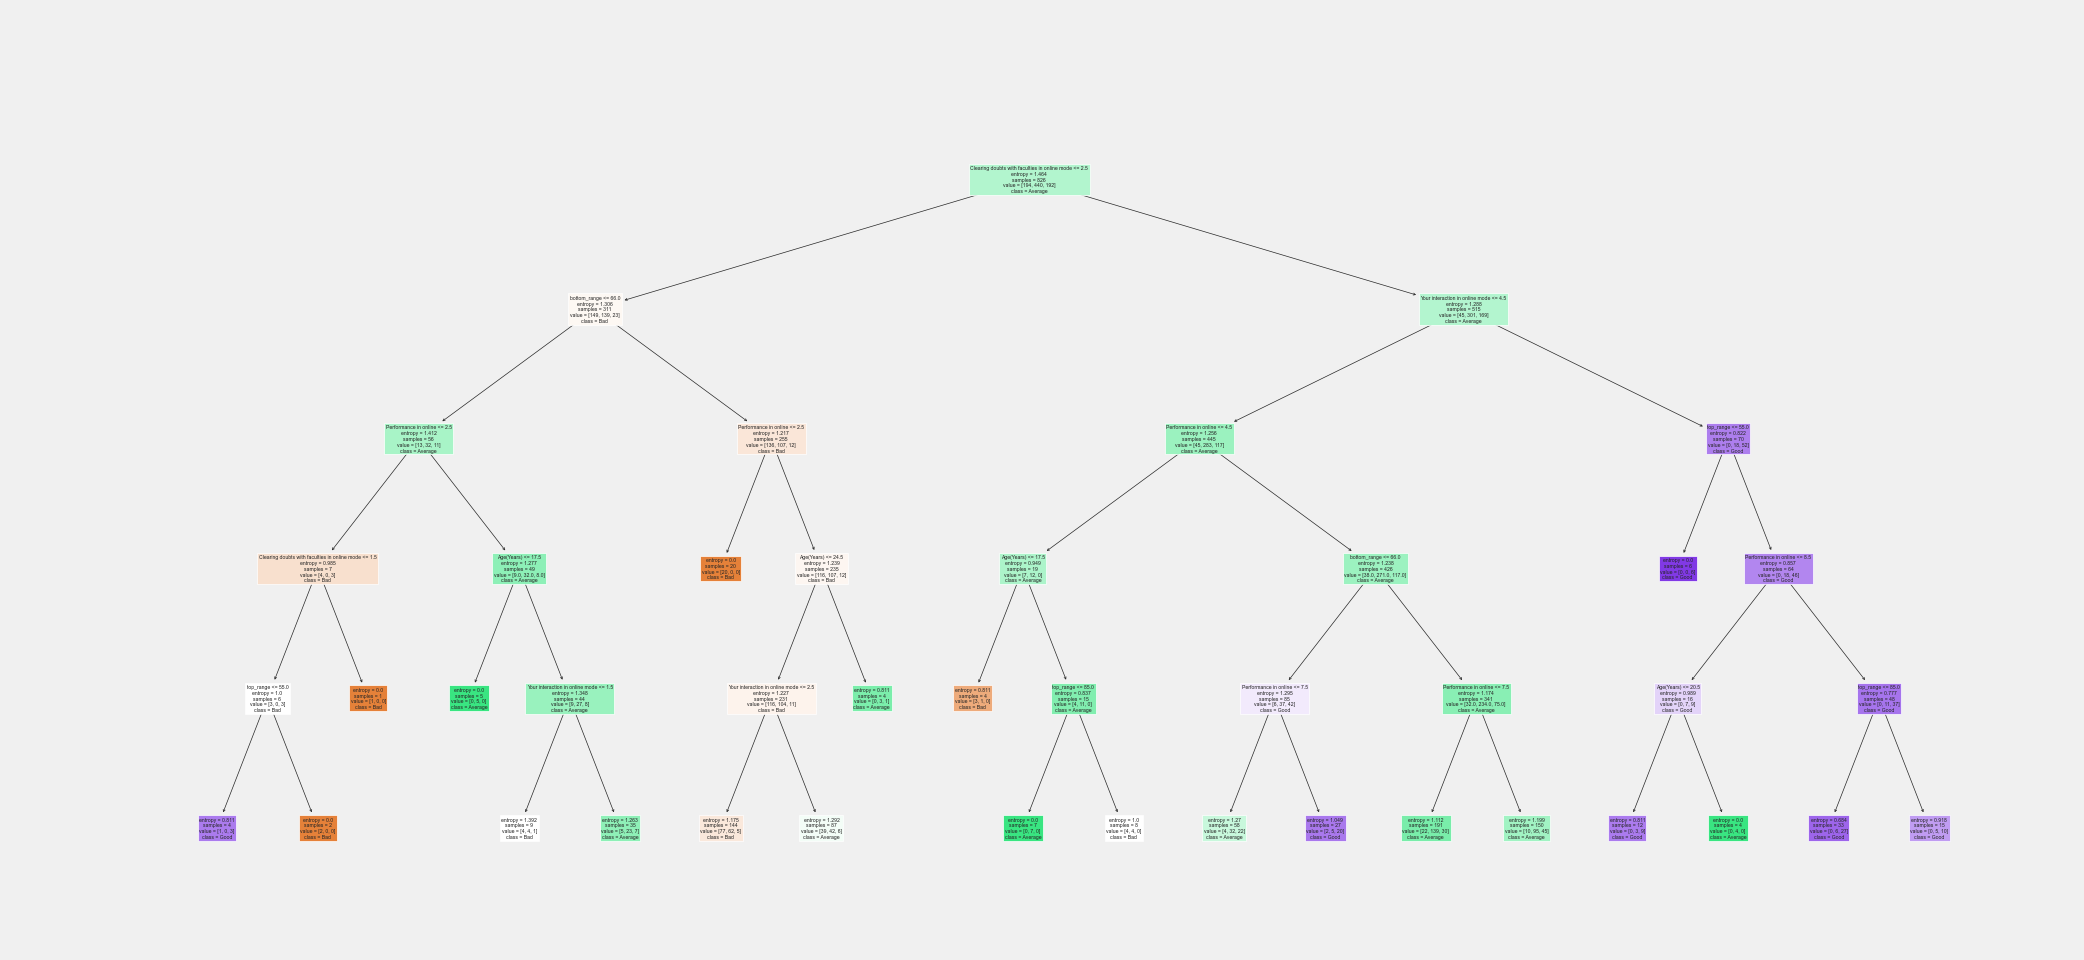 Clearing doubts with faculties in online mode <= 2.5
entropy = 1.464
samples = 826
value = [194, 440, 192]
class = Average
bottom_range <= 66.0
entropy = 1.306
samples = 311
value = [149, 139, 23]
class = Bad
Your interaction in online mode <= 4.5
entropy = 1.288
samples = 515
value = [45, 301, 169]
class = Average
Performance in online <= 2.5
entropy = 1.412
samples = 56
value = [13, 32, 11]
class = Average
Performance in online <= 2.5
entropy = 1.217
samples = 255
value = [136, 107, 12]
class = Bad
Performance in online <= 4.5
entropy = 1.256
samples = 445
value = [45, 283, 117]
class = Average
top_range <= 55.0
entropy = 0.822
samples = 70
value = [0, 18, 52]
class = Good
Clearing doubts with faculties in online mode <= 1.5
entropy = 0.985
samples = 7
value = [4, 0, 3]
class = Bad
Age(Years) <= 17.5
entropy = 1.277
samples = 49
value = [9.0, 32.0, 8.0]
class = Average
entropy = 0.0
samples = 20
value = [20, 0, 0]
class = Bad
Age(Years) <= 24.5
entropy = 1.239
samples = 235
value = [116, 107, 12]
class = Bad
Age(Years) <= 17.5
entropy = 0.949
samples = 19
value = [7, 12, 0]
class = Average
bottom_range <= 66.0
entropy = 1.238
samples = 426
value = [38.0, 271.0, 117.0]
class = Average
entropy = 0.0
samples = 6
value = [0, 0, 6]
class = Good
Performance in online <= 8.5
entropy = 0.857
samples = 64
value = [0, 18, 46]
class = Good
top_range <= 55.0
entropy = 1.0
samples = 6
value = [3, 0, 3]
class = Bad
entropy = 0.0
samples = 1
value = [1, 0, 0]
class = Bad
entropy = 0.0
samples = 5
value = [0, 5, 0]
class = Average
Your interaction in online mode <= 1.5
entropy = 1.348
samples = 44
value = [9, 27, 8]
class = Average
Your interaction in online mode <= 2.5
entropy = 1.227
samples = 231
value = [116, 104, 11]
class = Bad
entropy = 0.811
samples = 4
value = [0, 3, 1]
class = Average
entropy = 0.811
samples = 4
value = [3, 1, 0]
class = Bad
top_range <= 85.0
entropy = 0.837
samples = 15
value = [4, 11, 0]
class = Average
Performance in online <= 7.5
entropy = 1.295
samples = 85
value = [6, 37, 42]
class = Good
Performance in online <= 7.5
entropy = 1.174
samples = 341
value = [32.0, 234.0, 75.0]
class = Average
Age(Years) <= 20.5
entropy = 0.989
samples = 16
value = [0, 7, 9]
class = Good
top_range <= 85.0
entropy = 0.777
samples = 48
value = [0, 11, 37]
class = Good
entropy = 0.811
samples = 4
value = [1, 0, 3]
class = Good
entropy = 0.0
samples = 2
value = [2, 0, 0]
class = Bad
entropy = 1.392
samples = 9
value = [4, 4, 1]
class = Bad
entropy = 1.263
samples = 35
value = [5, 23, 7]
class = Average
entropy = 1.175
samples = 144
value = [77, 62, 5]
class = Bad
entropy = 1.292
samples = 87
value = [39, 42, 6]
class = Average
entropy = 0.0
samples = 7
value = [0, 7, 0]
class = Average
entropy = 1.0
samples = 8
value = [4, 4, 0]
class = Bad
entropy = 1.27
samples = 58
value = [4, 32, 22]
class = Average
entropy = 1.049
samples = 27
value = [2, 5, 20]
class = Good
entropy = 1.112
samples = 191
value = [22, 139, 30]
class = Average
entropy = 1.199
samples = 150
value = [10, 95, 45]
class = Average
entropy = 0.811
samples = 12
value = [0, 3, 9]
class = Good
entropy = 0.0
samples = 4
value = [0, 4, 0]
class = Average
entropy = 0.684
samples = 33
value = [0, 6, 27]
class = Good
entropy = 0.918
samples = 15
value = [0, 5, 10]
class = Good